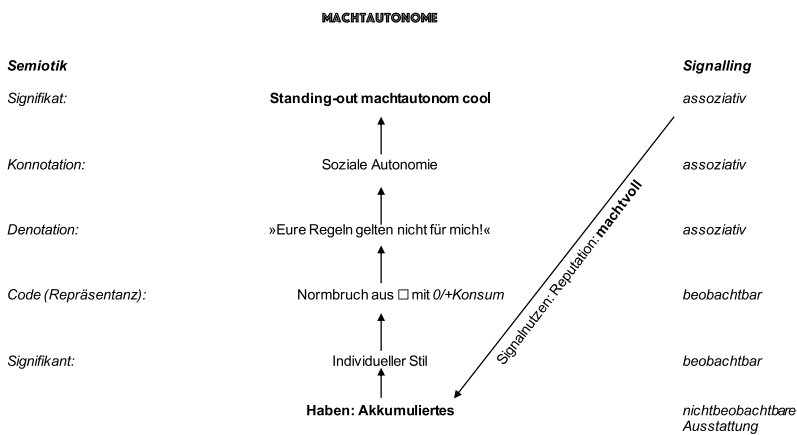 MACHTAUTONOME
Semiotik Signalling
Signifikat: Standing-out machtautonom cool assoziativ
Konnotation: Soziale Autonomie assoziativ
Denotation: »Eure Regeln gelten nicht für mich!« assoziativ
Signalnutzen: Reputation: machtvoll
Code (Repräsentanz): Normbruch aus □ mit 0/+Konsum beobachtbar
Signifikant: Individueller Stil beobachtbar
Haben: Akkumuliertes nichtbeobachtbare
Ausstattung